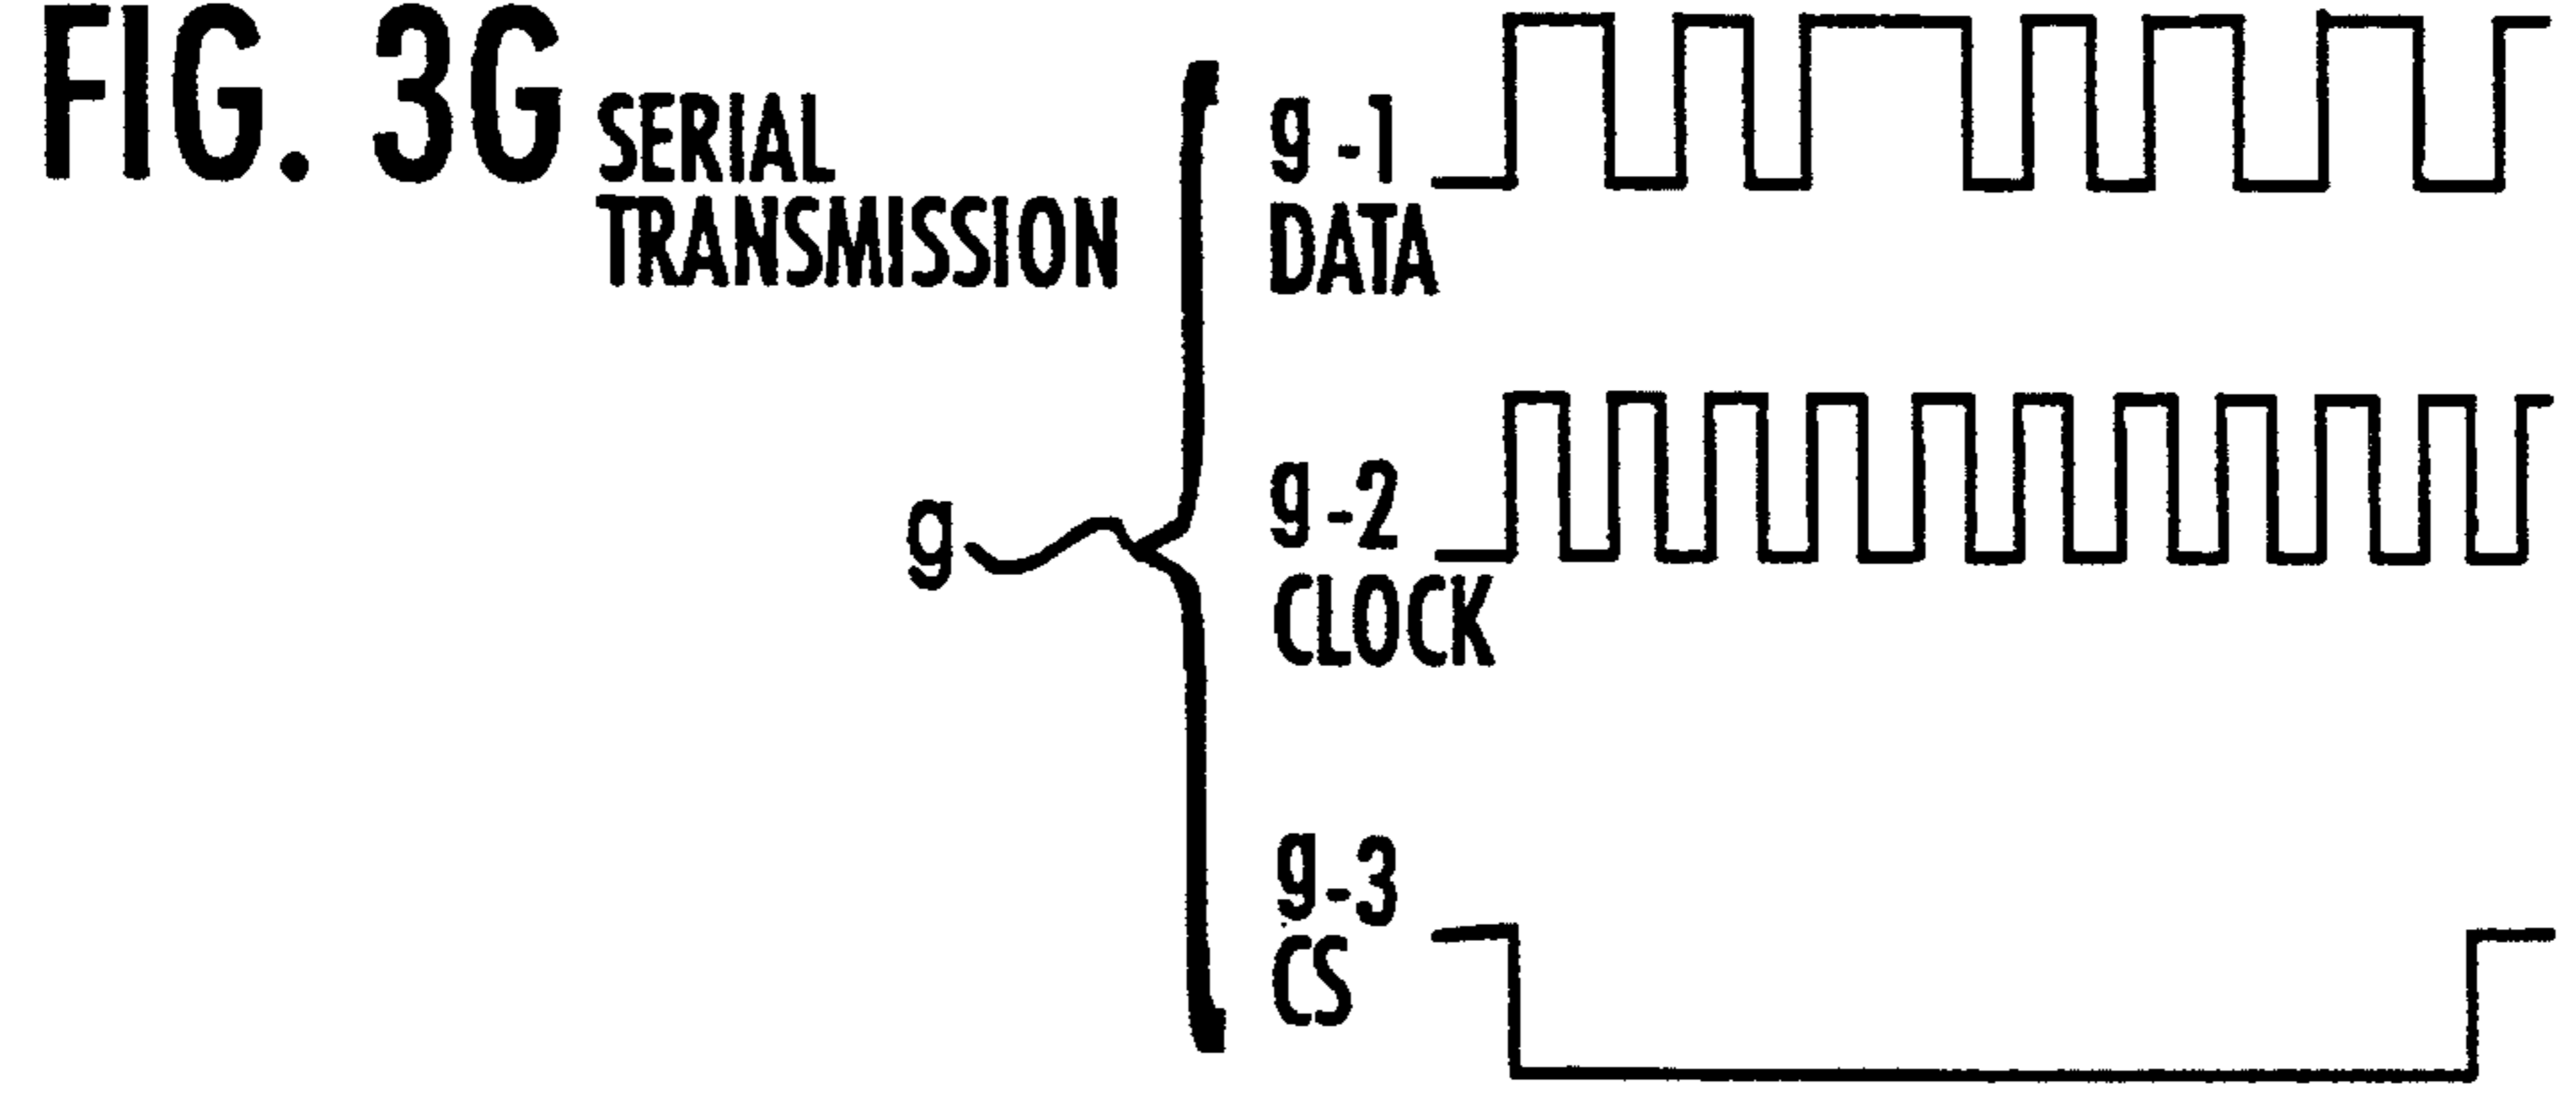 FIG. 3G
SERIAL
TRANSMISSION
g
g-1
DATA
g-2
CLOCK
g-3
CS